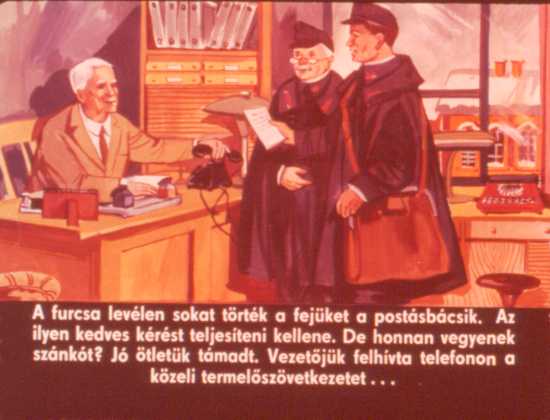 A furcsa levélen sokat törték a fejüket a postásbácsik. Az
ilyen kedves kérést teljesíteni kellene. De honnan vegyenek
szánkót? Jó ötletük támadt. Vezetőjük felhívta telefonon a
közeli termelőszövetkezetet . . .